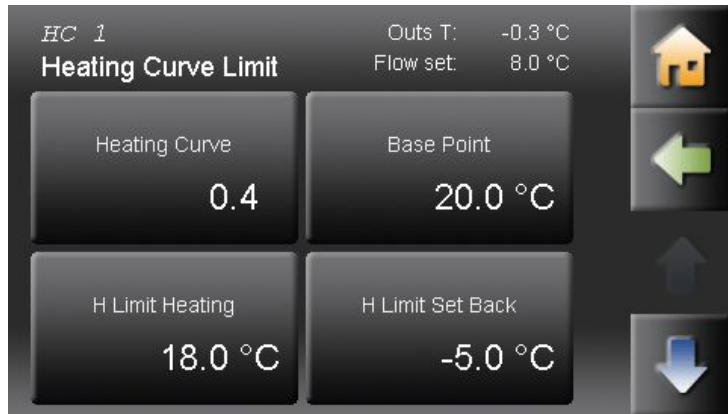 HC 1
Outs T: -0.3 °C
Heating Curve Limit
Flow set: 8.0 °C
Heating Curve
0.4
Base Point
20.0 °C
H Limit Heating
18.0 °C
H Limit Set Back
-5.0 °C